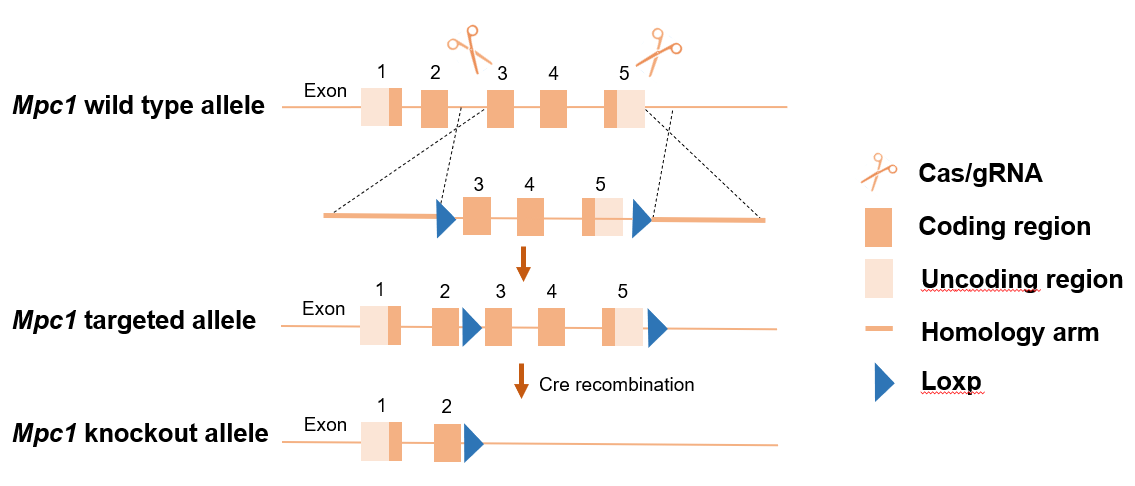 1 2 3 4 5
Exon
Mpc1 wild type allele
3 4 5
Exon 1 2 3 4 5
Mpc1 targeted allele
Cre recombination
1 2
Exon
Mpc1 knockout allele
Cas/gRNA
Coding region
Uncoding region
Homology arm
Loxp